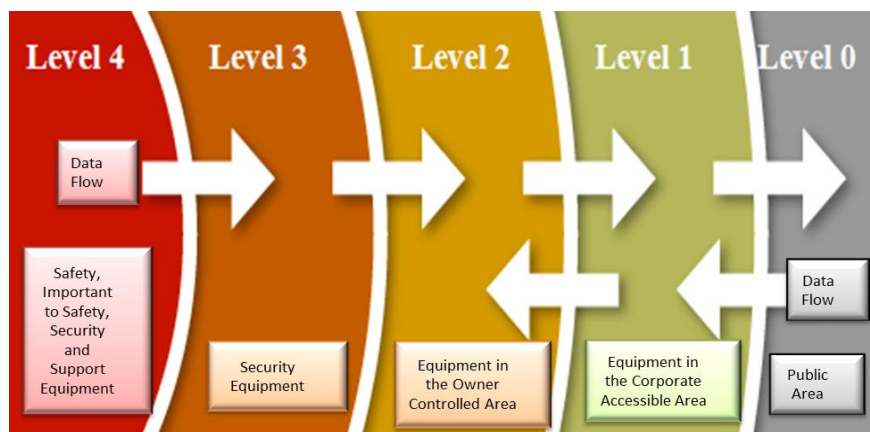 Level 4
Level 3
Level 2
Level 1
Level 0
Data
Flow
Data
Flow
Safety,
Important
to Safety,
Security
and
Support
Equipment
Security
Equipment
Equipment in
the Owner
Controlled Area
Equipment in
the Corporate
Accessible Area
Public
Area